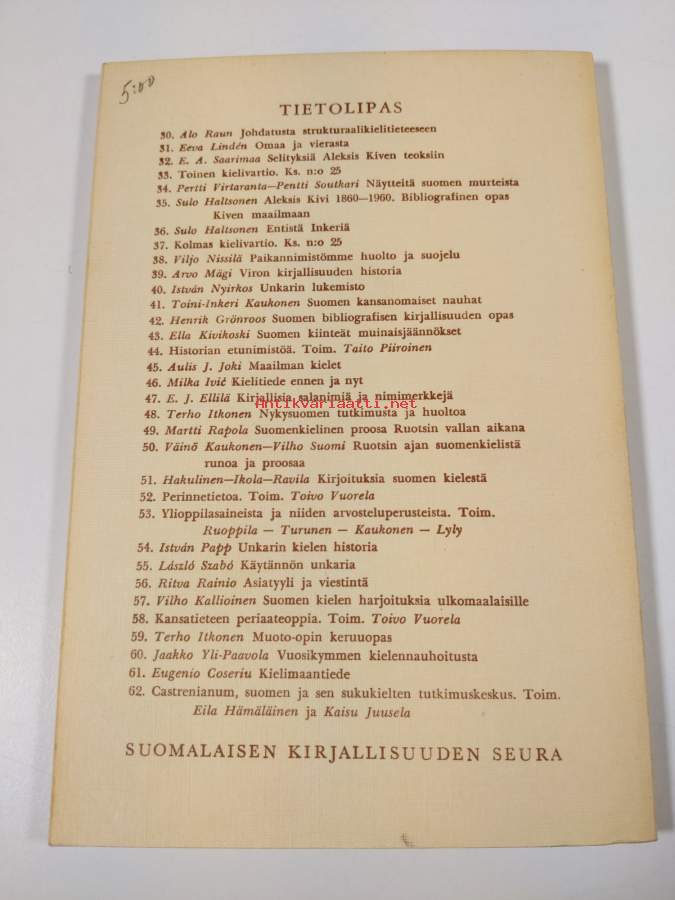 5:00
TIETOLIPAS
30. Alo Raun Johdatusta strukturaalikielitieteeseen
31. Eeva Lindén Omaa ja vierasta
32. E. A. Saarimaa Selityksiä Aleksis Kiven teoksiin
33. Toinen kielivartio. Ks. n:o 25
34. Pertti Virtaranta—Pentti Soutkari Näytteitä suomen murteista
35. Sulo Haltsonen Aleksis Kivi 1860—1960. Bibliografinen opas
Kiven maailmaan
36. Sulo Haltsonen Entistä Inkeriä
37. Kolmas kielivartio. Ks. n:o 25
38. Viljo Nissilä Paikannimistömme huolto ja suojelu
39. Arvo Mägi Viron kirjallisuuden historia
40. István Nyirkos Unkarin lukemisto
41. Toini-Inkeri Kaukonen Suomen kansanomaiset nauhat
42. Henrik Grönroos Suomen bibliografisen kirjallisuuden opas
43. Ella Kivikoski Suomen kiinteät muinaisjäännökset
44. Historian etunimistöä. Toim. Taito Piiroinen
45. Aulis J. Joki Maailman kielet
46. Milka Ivić Kielitiede ennen ja nyt
47. E. J. Ellilä Kirjallisia salanimiä ja nimimerkkejä
Antikvariaatti.net
48. Terho Itkonen Nykysuomen tutkimusta ja huoltoa
49. Martti Rapola Suomenkielinen proosa Ruotsin vallan aikana
50. Väinö Kaukonen—Vilho Suomi Ruotsin ajan suomenkielistä
runoa ja proosaa
51. Hakulinen—Ikola—Ravila Kirjoituksia suomen kielestä
52. Perinnetietoa. Toim. Toivo Vuorela
53. Ylioppilasaineista ja niiden arvosteluperusteista. Toim.
Ruoppila — Turunen — Kaukonen — Lyly
54. István Papp Unkarin kielen historia
55. László Szabó Käytännön unkaria
56. Ritva Rainio Asiatyyli ja viestintä
57. Vilho Kallioinen Suomen kielen harjoituksia ulkomaalaisille
58. Kansatieteen periaateoppia. Toim. Toivo Vuorela
59. Terho Itkonen Muoto-opin keruuopas
60. Jaakko Yli-Paavola Vuosikymmen kielennauhoitusta
61. Eugenio Coseriu Kielimaantiede
62. Castrenianum, suomen ja sen sukukielten tutkimuskeskus. Toim.
Eila Hämäläinen ja Kaisu Juusela
SUOMALAISEN KIRJALLISUUDEN SEURA